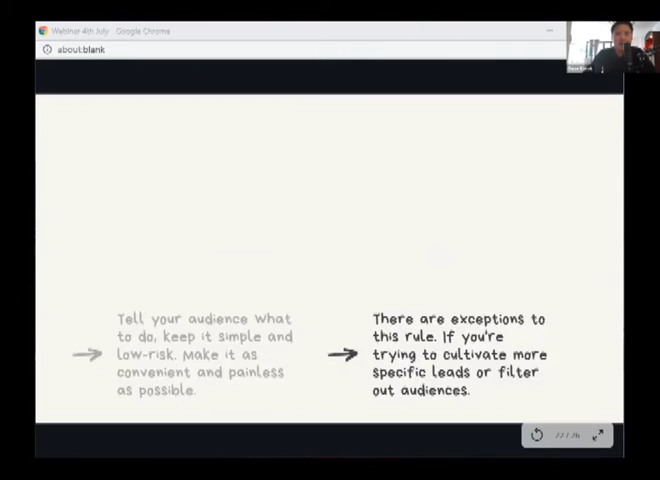 Webinar 4th July - Google Chrome
about:blank
Tell your audience what
to do, keep it simple and
low-risk. Make it as
convenient and painless
as possible.
There are exceptions to
this rule. If you're
trying to cultivate more
specific leads or filter
out audiences.